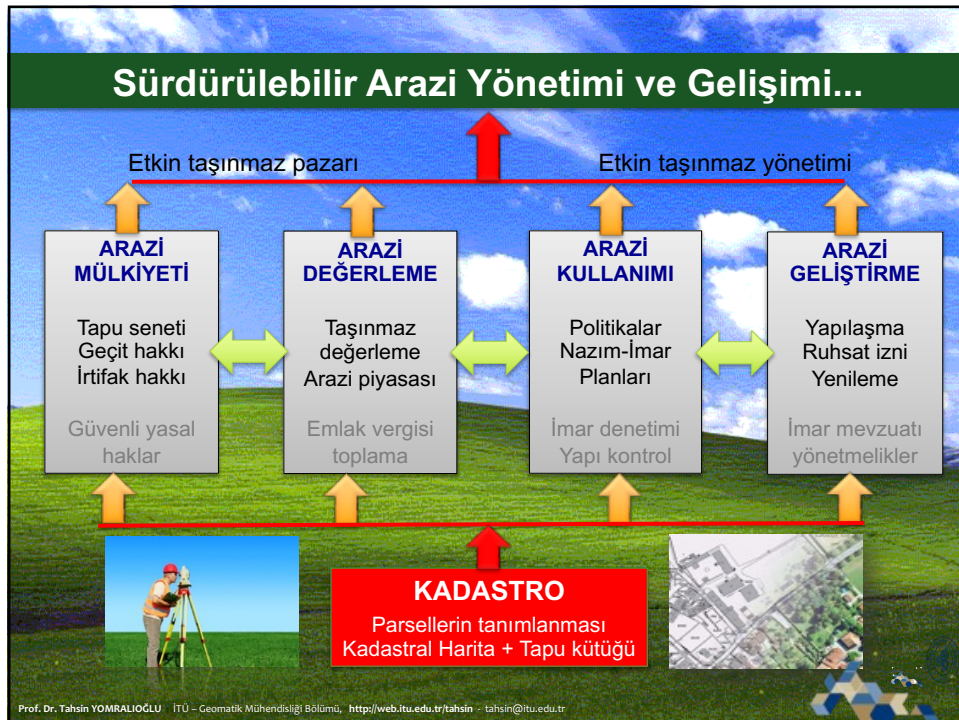 Sürdürülebilir Arazi Yönetimi ve Gelişimi...
Etkin taşınmaz pazarı
Etkin taşınmaz yönetimi
ARAZİ
MÜLKİYETİ
Tapu seneti
Geçit hakkı
İrtifak hakkı
Güvenli yasal
haklar
ARAZİ
DEĞERLEME
Taşınmaz
değerleme
Arazi piyasası
Emlak vergisi
toplama
ARAZİ
KULLANIMI
Politikalar
Nazım-İmar
Planları
İmar denetimi
Yapı kontrol
ARAZİ
GELİŞTİRME
Yapılaşma
Ruhsat izni
Yenileme
İmar mevzuatı
yönetmelikler
KADASTRO
Parsellerin tanımlanması
Kadastral Harita + Tapu kütüğü
Prof. Dr. Tahsin YOMRALIOĞLU İTÜ – Geomatik Mühendisliği Bölümü, http://web.itu.edu.tr/tahsin - tahsin@itu.edu.tr